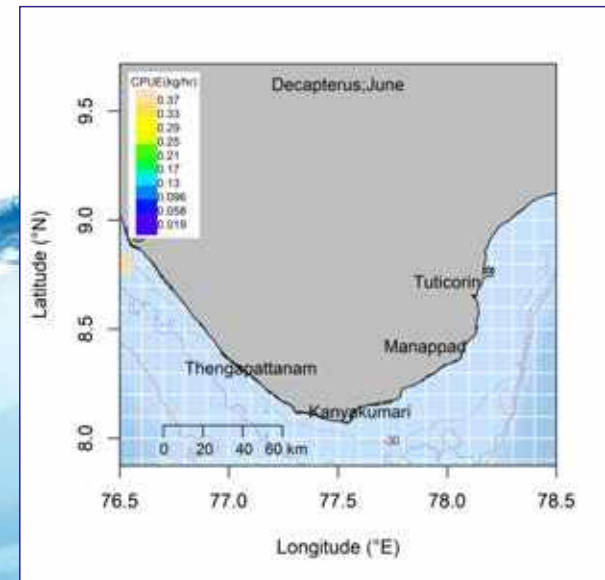 CPUE(kg/hr)
Decapterus;June
0.37
0.33
0.29
0.25
0.21
0.17
0.13
0.096
0.058
0.019
9.5
9.0
8.5
8.0
Latitude (°N)
Tuticorin
Manappad
Thengapattanam
Kanyakumari
-30
0 20 40 60 km
76.5 77.0 77.5 78.0 78.5
Longitude (°E)